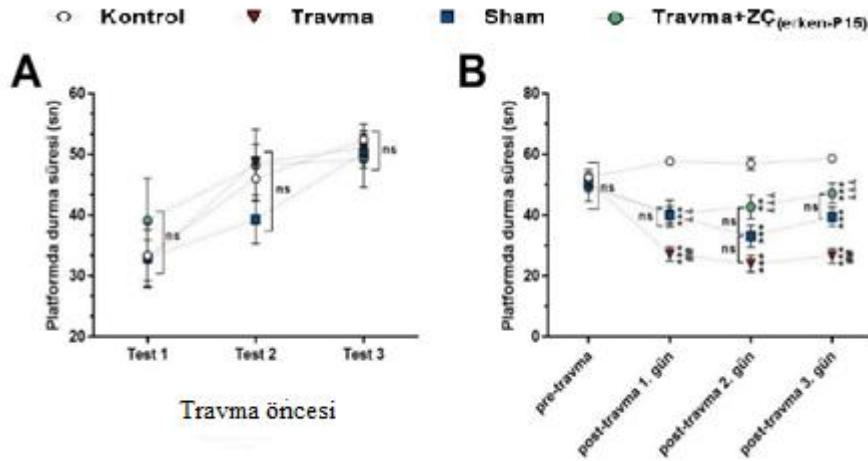 Kontrol Travma Sham Travma+ZÇ(erken-P15)
A
Platformda durma süresi (sn)
60
50
40
30
20
ns
ns
ns
Test 1 Test 2 Test 3
Travma öncesi
B
Platformda durma süresi (sn)
80
60
40
20
0
ns
ns
ns
ns
ns
pre-travma
post-travma 1. gün
post-travma 2. gün
post-travma 3. gün